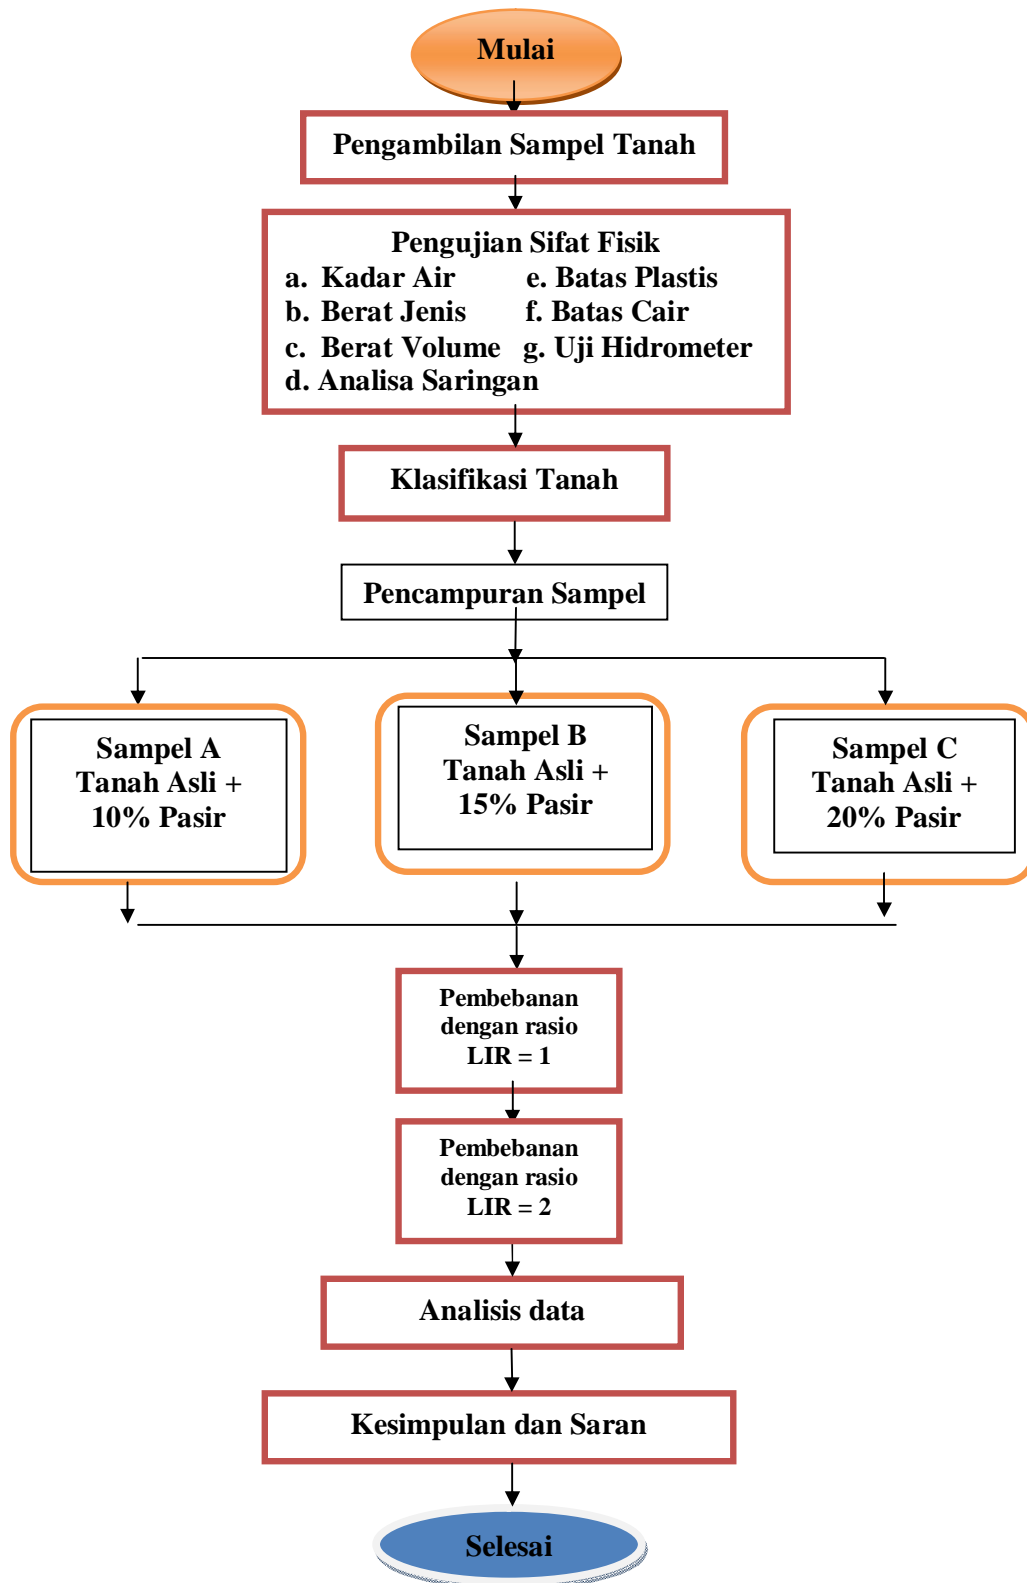 Mulai
Pengambilan Sampel Tanah
Pengujian Sifat Fisik
a. Kadar Air e. Batas Plastis
b. Berat Jenis f. Batas Cair
c. Berat Volume g. Uji Hidrometer
d. Analisa Saringan
Klasifikasi Tanah
Pencampuran Sampel
Sampel A
Tanah Asli +
10% Pasir
Sampel B
Tanah Asli +
15% Pasir
Sampel C
Tanah Asli +
20% Pasir
Pembebanan
dengan rasio
LIR = 1
Pembebanan
dengan rasio
LIR = 2
Analisis data
Kesimpulan dan Saran
Selesai